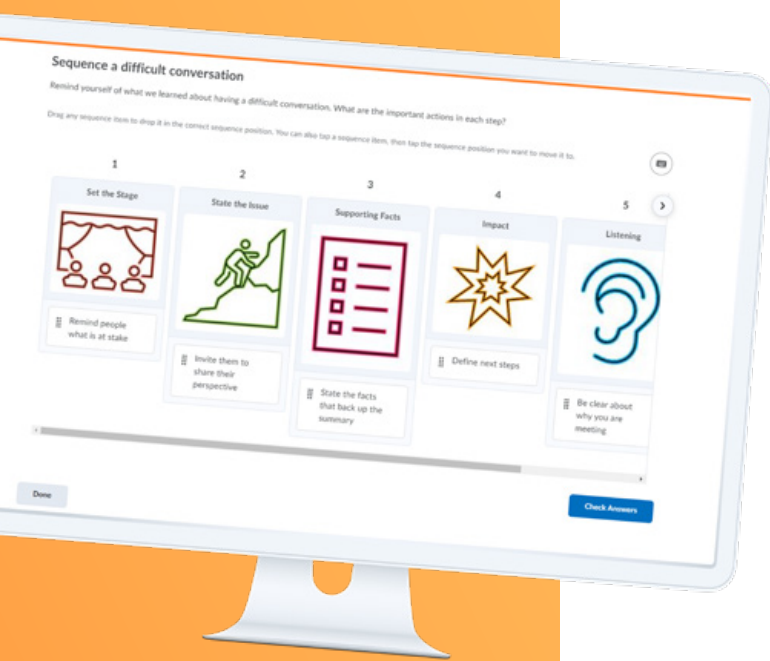 Sequence a difficult conversation
Remind yourself of what we learned about having a difficult conversation. What are the important actions in each step?
Drag any sequence item to drop it in the correct sequence position. You can also tap a sequence item, then tap the sequence position you want to move it to.
1
2
3
4
5
Set the Stage
State the Issue
Supporting Facts
Impact
Listening
Remind people
what is at stake
Invite them to
share their
perspective
State the facts
that back up the
summary
Define next steps
Be clear about
why you are
meeting
Done
Check Answers